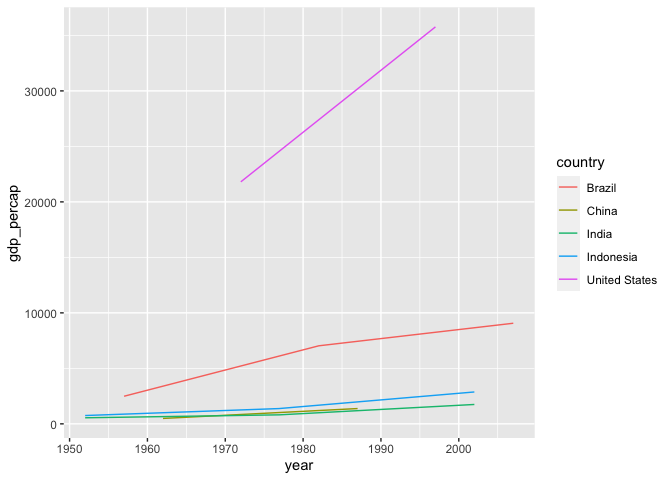 30000
20000
10000
0
gdp_percap
1950 1960 1970 1980 1990 2000
year
country
Brazil
China
India
Indonesia
United States